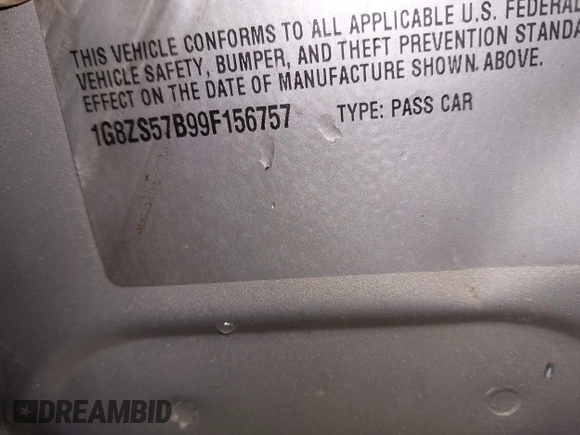 THIS VEHICLE CONFORMS TO ALL APPLICABLE U.S. FEDERAL
VEHICLE SAFETY, BUMPER, AND THEFT PREVENTION STANDA
EFFECT ON THE DATE OF MANUFACTURE SHOWN ABOVE.
1G8ZS57B99F156757 TYPE: PASS CAR
DREAMBID